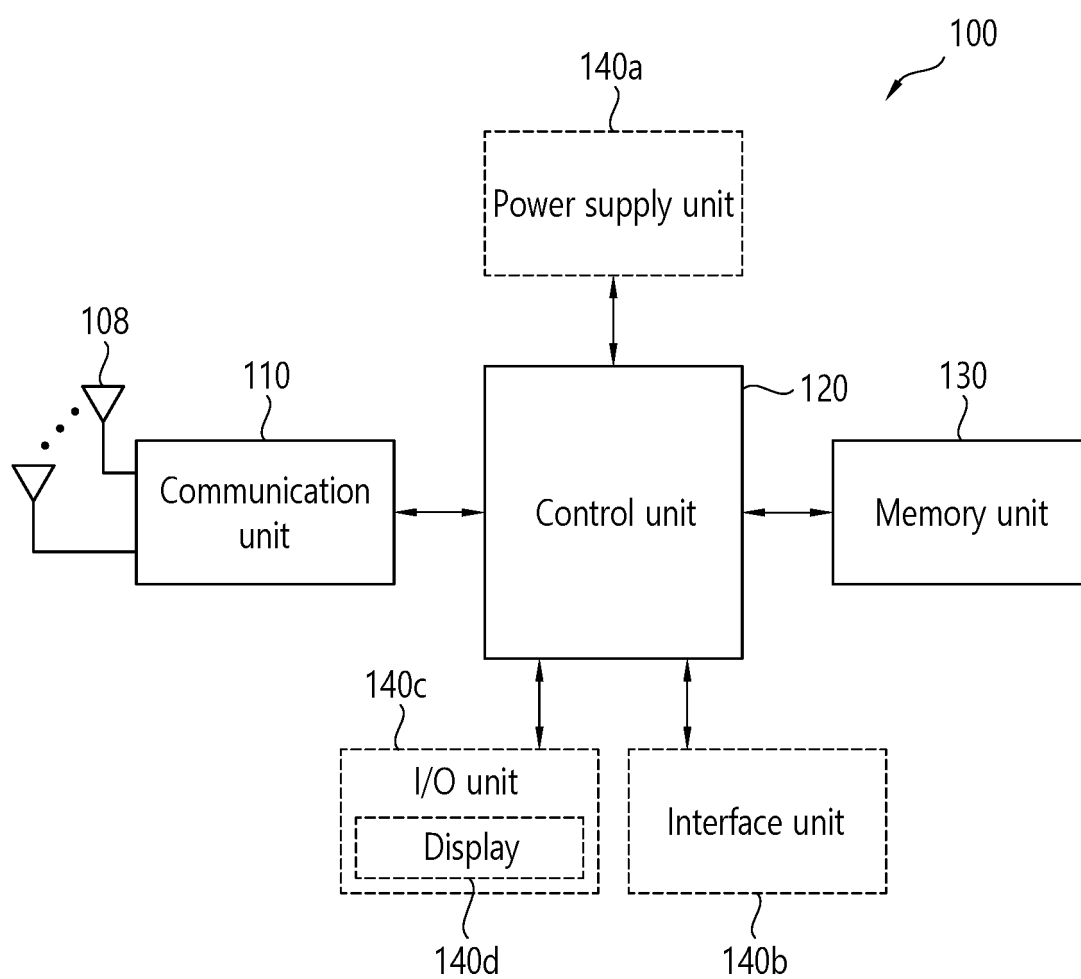 100
140a
Power supply unit
108
110
120
130
Communication
unit
Control unit
Memory unit
140c
I/O unit
Display
Interface unit
140d
140b